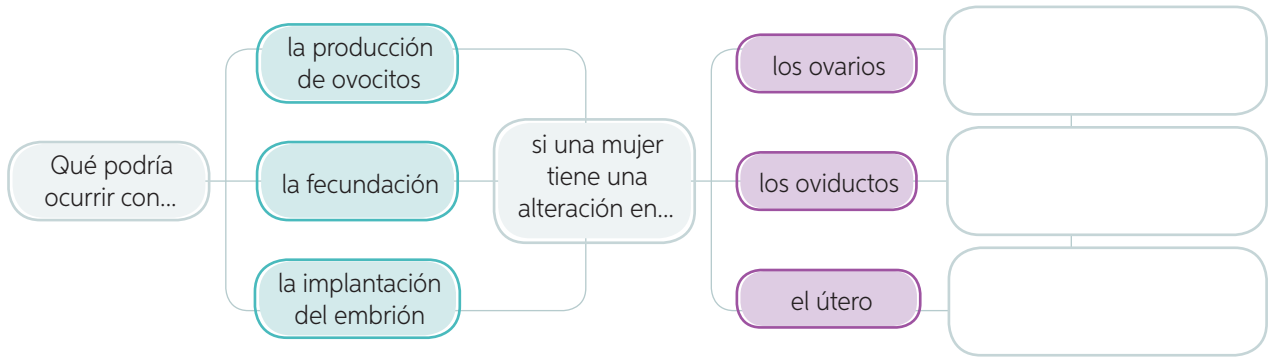 Qué podría
ocurrir con...
la producción
de ovocitos
la fecundación
la implantación
del embrión
si una mujer
tiene una
alteración en...
los ovarios
los oviductos
el útero